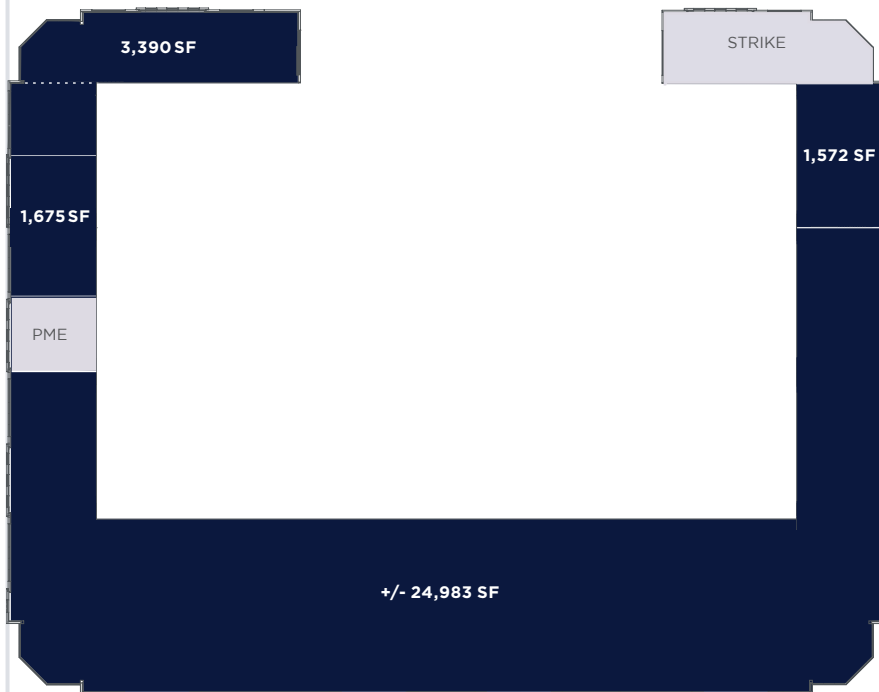 3,390 SF
STRIKE
1,572 SF
1,675 SF
PME
+/- 24,983 SF